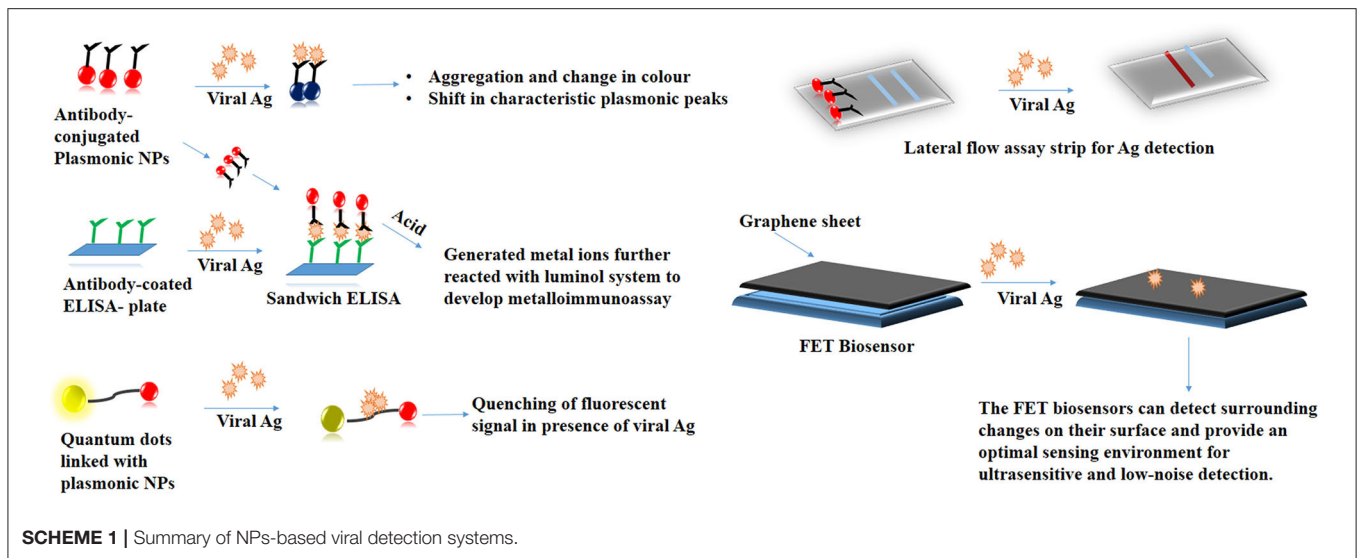 Antibody-
conjugated
Plasmonic NPs
Viral Ag
• Aggregation and change in colour
• Shift in characteristic plasmonic peaks
Antibody-coated
ELISA- plate
Viral Ag
Sandwich ELISA
Acid
Generated metal ions further
reacted with luminol system to
develop metalloimmunoassay
Quantum dots
linked with
plasmonic NPs
Viral Ag
Quenching of fluorescent
signal in presence of viral Ag
Viral Ag
Lateral flow assay strip for Ag detection
Graphene sheet
FET Biosensor
Viral Ag
The FET biosensors can detect surrounding
changes on their surface and provide an
optimal sensing environment for
ultrasensitive and low-noise detection.
SCHEME 1 | Summary of NPs-based viral detection systems.